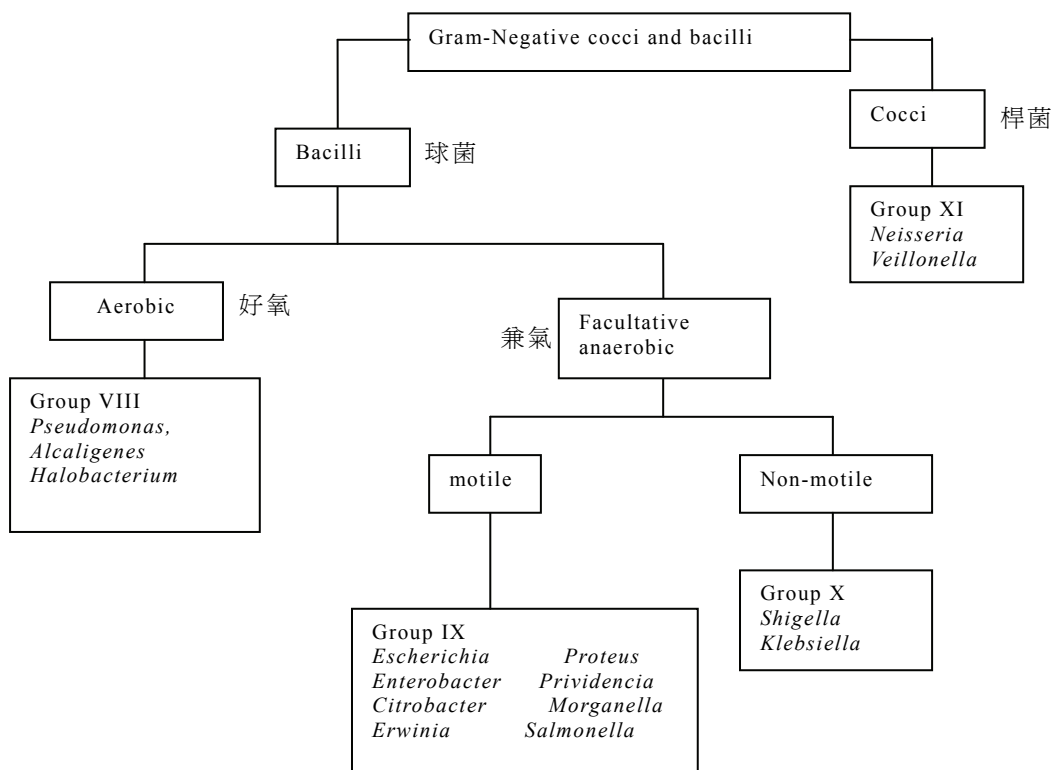 Gram-Negative cocci and bacilli
Cocci
桿菌
Bacilli
球菌
Group XI
Neisseria
Veillonella
Aerobic
好氧
兼氣
Facultative
anaerobic
Group VIII
Pseudomonas,
Alcaligenes
Halobacterium
motile
Non-motile
Group X
Shigella
Klebsiella
Group IX
Escherichia Proteus
Enterobacter Prividencia
Citrobacter Morganella
Erwinia Salmonella